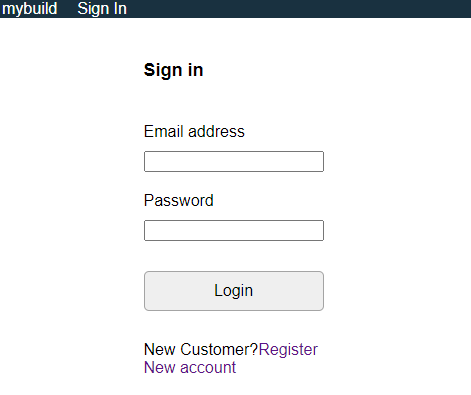 mybuild Sign In
Sign in
Email address
Password
Login
New Customer?Register
New account